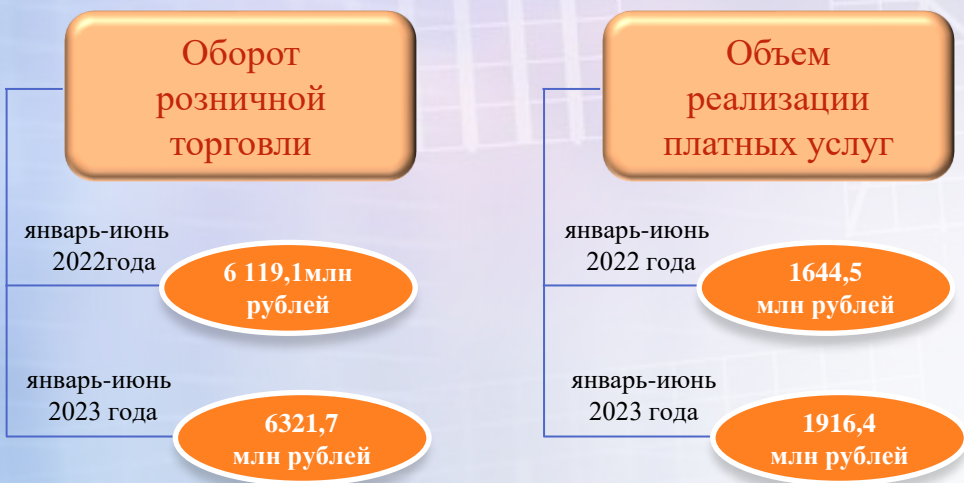 Оборот
розничной
торговли
январь-июнь
2022года
6 119,1млн
рублей
январь-июнь
2023 года
6321,7
млн рублей
Объем
реализации
платных услуг
январь-июнь
2022 года
1644,5
млн рублей
январь-июнь
2023 года
1916,4
млн рублей